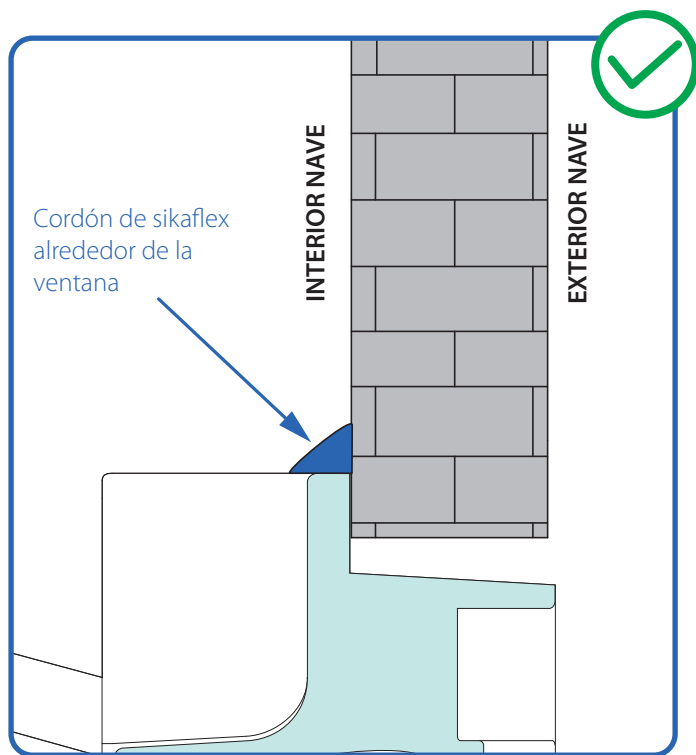 Cordón de sikaflex
alrededor de la
ventana
INTERIOR NAVE
EXTERIOR NAVE